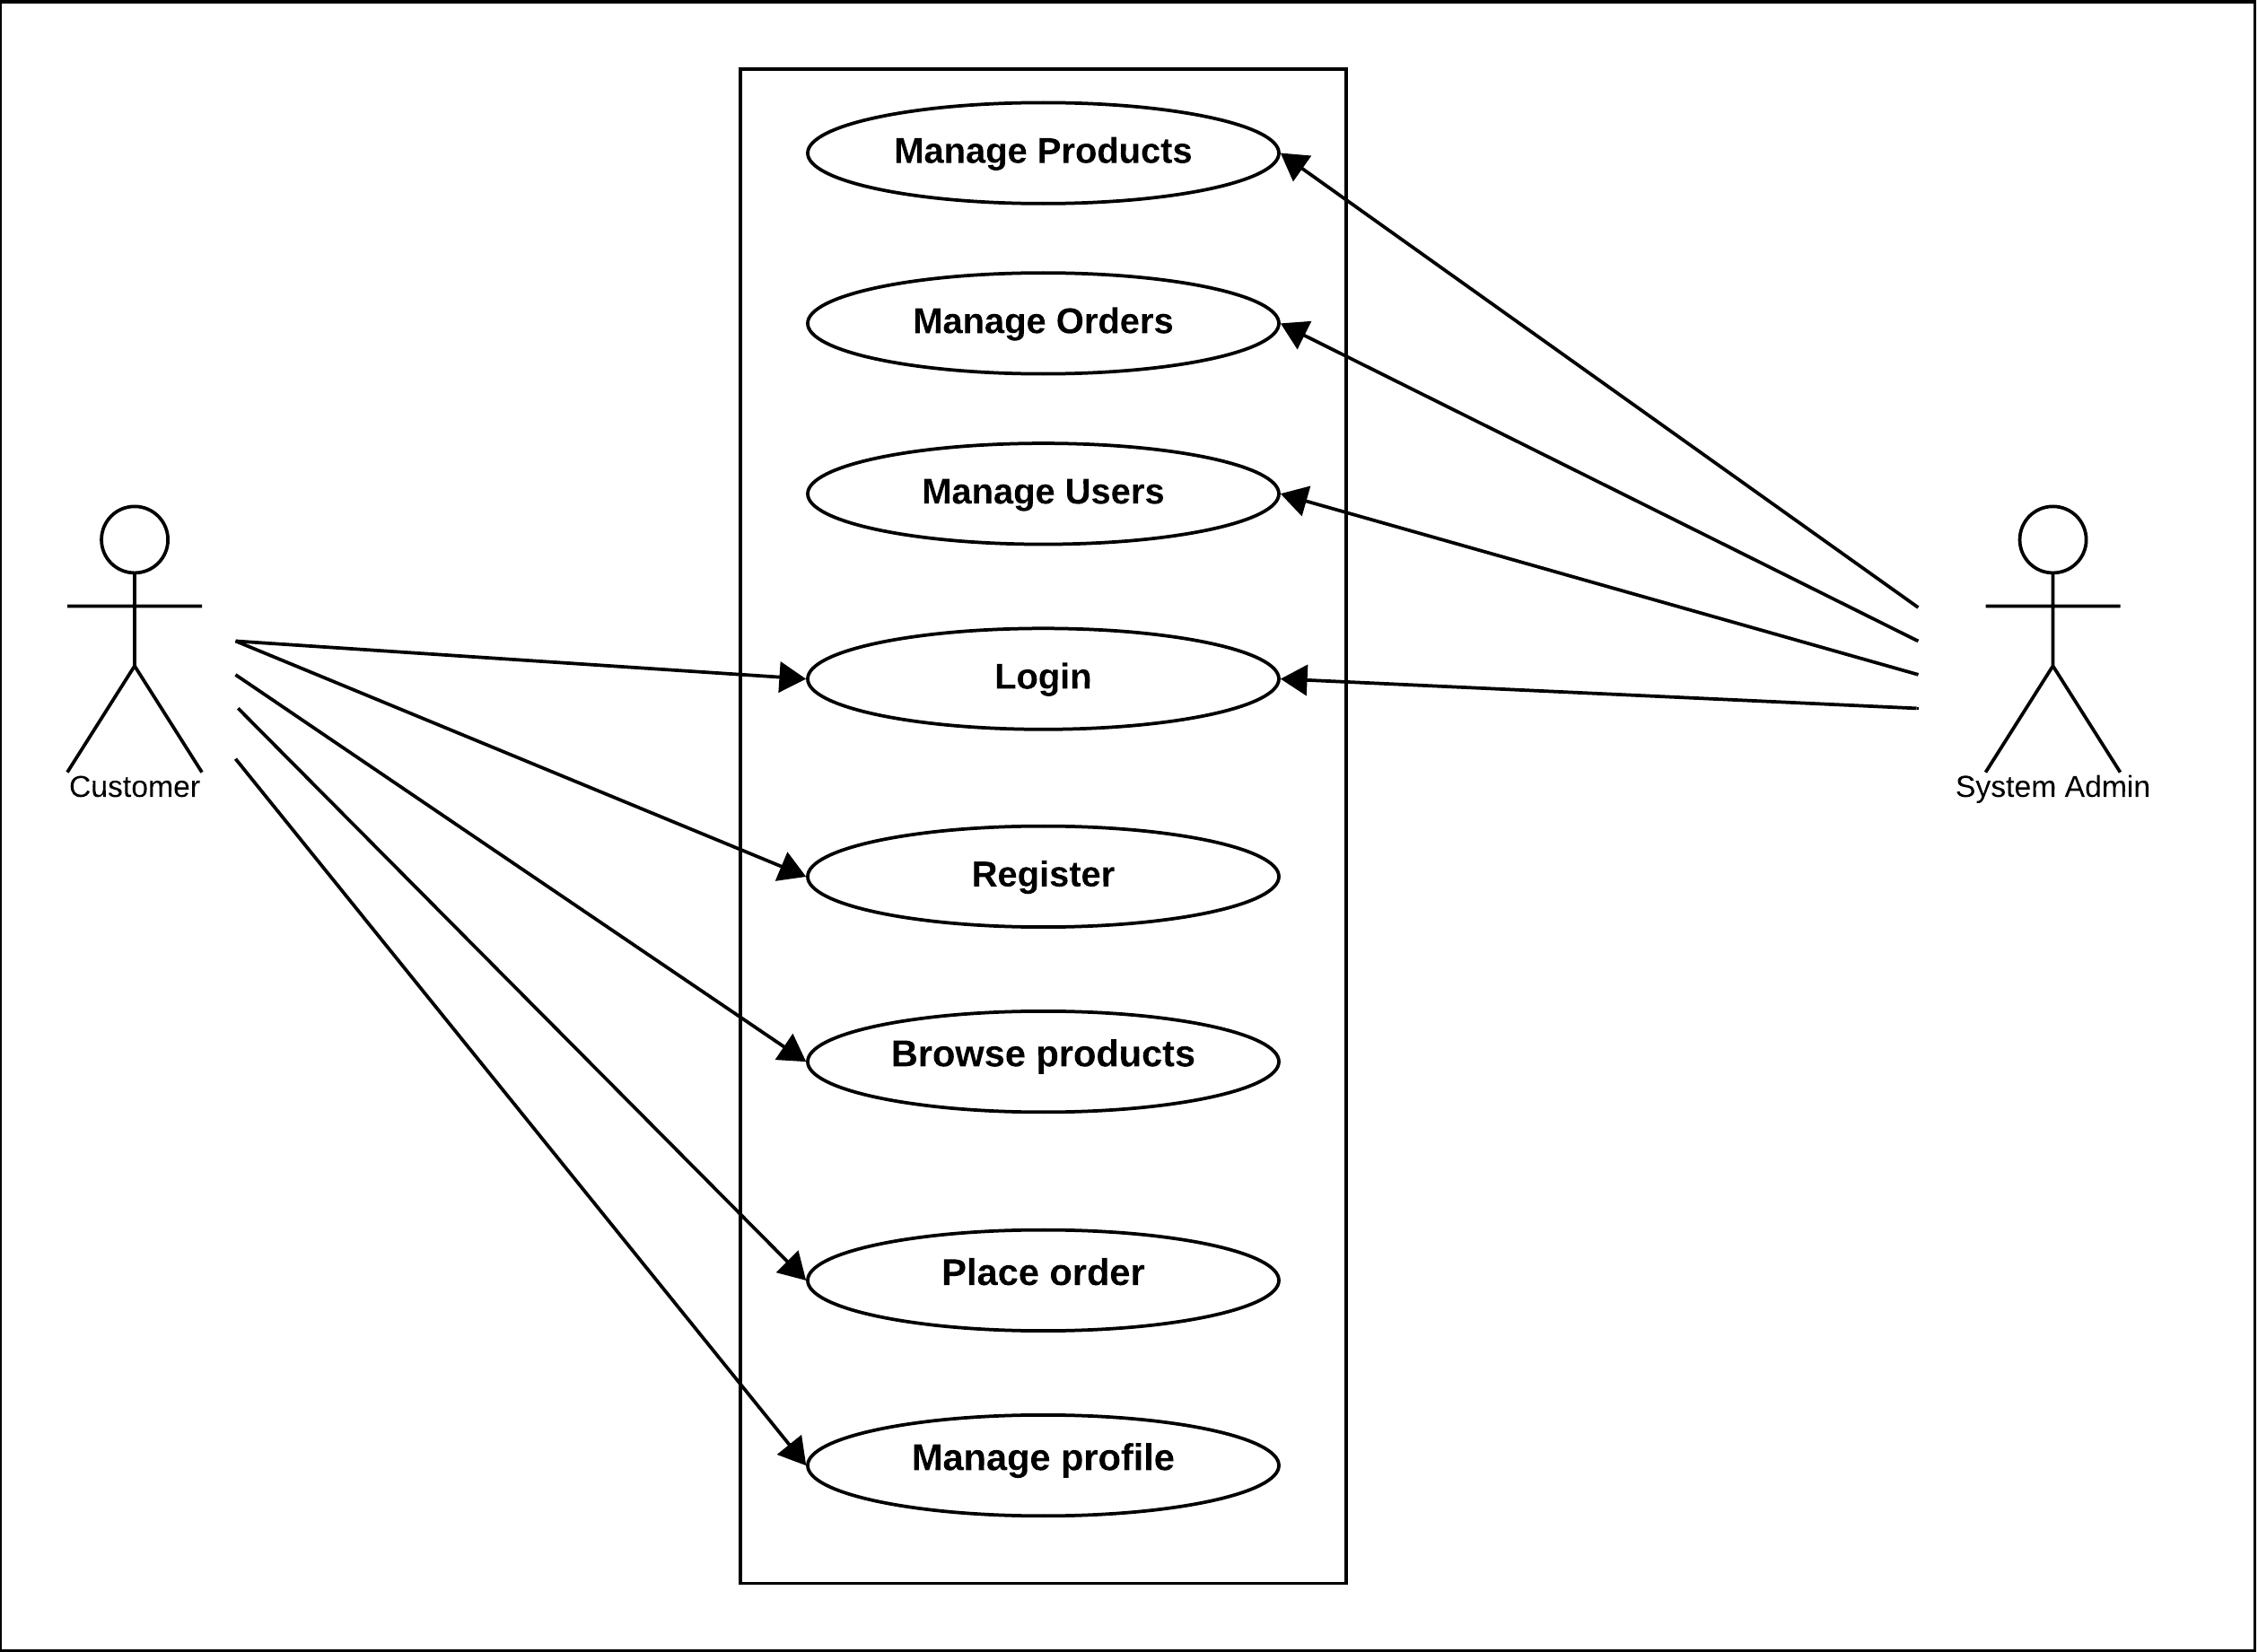 Manage Products
Manage Orders
Manage Users
Login
Customer
System Admin
Register
Browse products
Place order
Manage profile